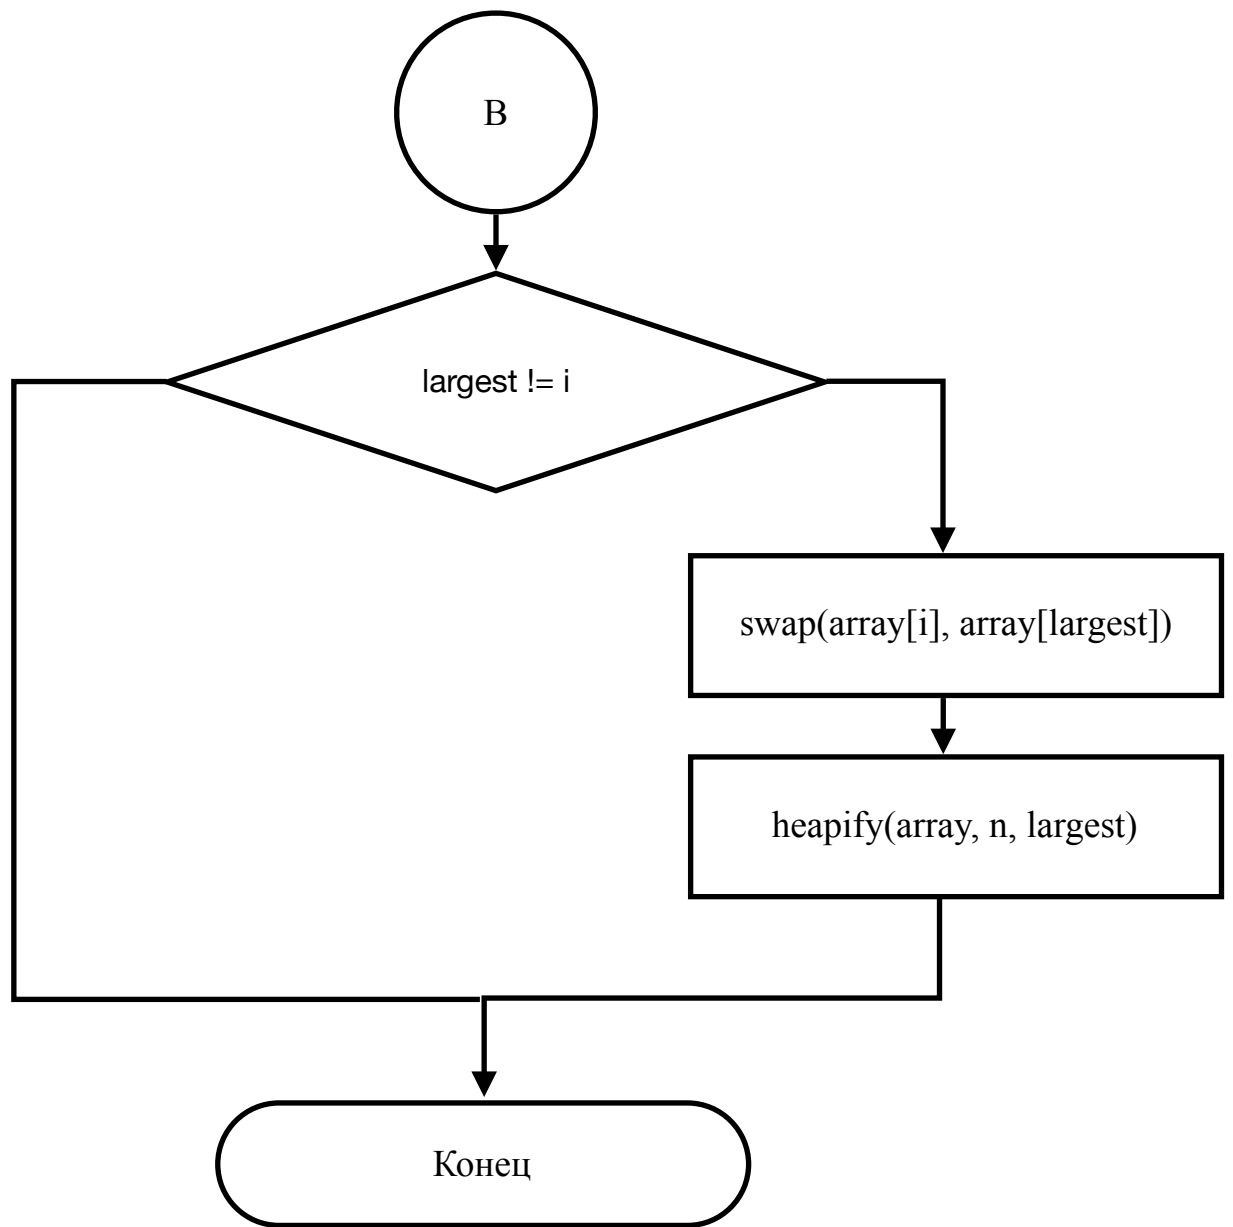 B
largest != i
swap(array[i], array[largest])
heapify(array, n, largest)
Конец